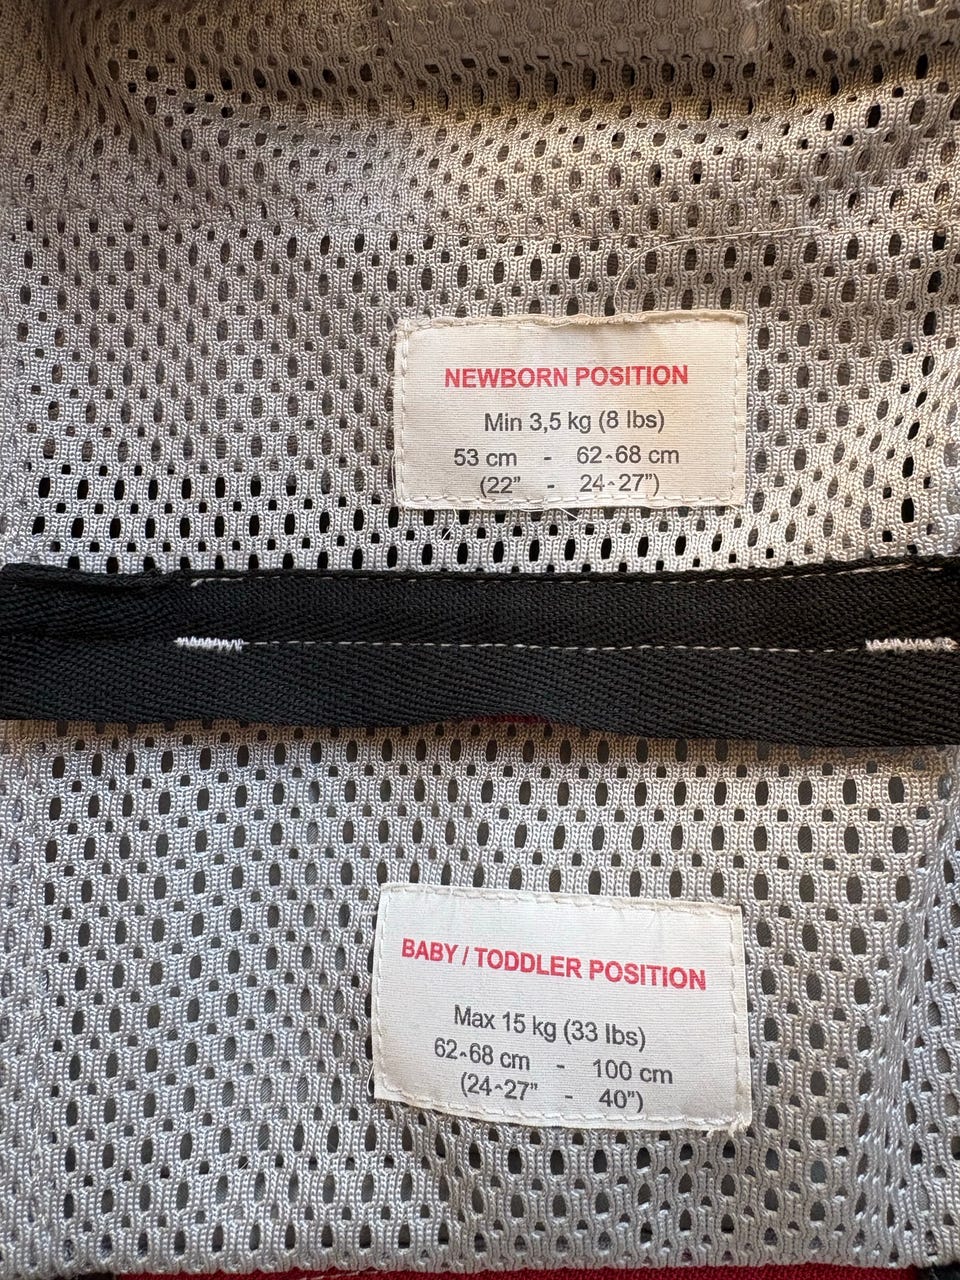 NEWBORN POSITION
Min 3,5 kg (8 lbs)
53 cm - 62-68 cm
(22” - 24-27”)
BABY / TODDLER POSITION
Max 15 kg (33 lbs)
62-68 cm - 100 cm
(24-27” - 40”)